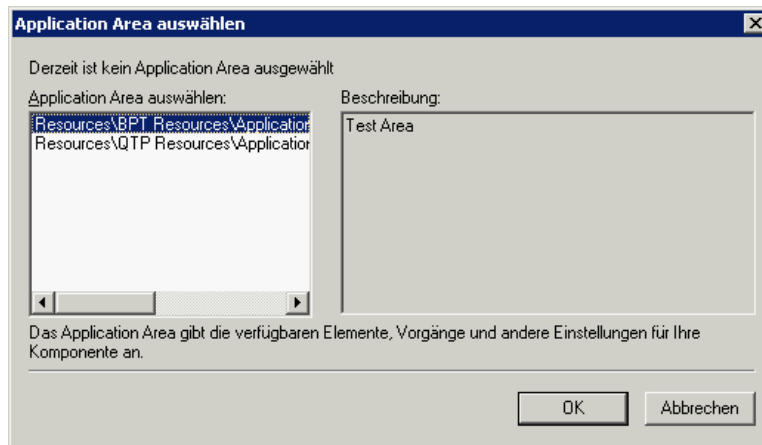 Application Area auswählen
Derzeit ist kein Application Area ausgewählt
Application Area auswählen:
Beschreibung:
Resources\BPT Resources\Application
Resources\QTP Resources\Application
Test Area
Das Application Area gibt die verfügbaren Elemente, Vorgänge und andere Einstellungen für Ihre
Komponente an.
OK
Abbrechen